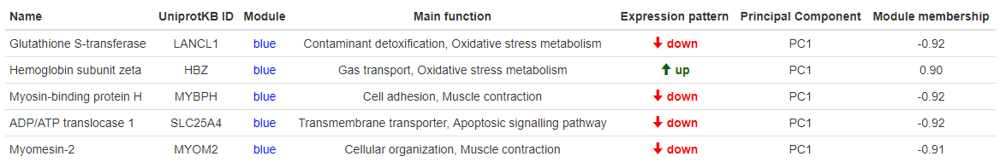 Name UniprotKB ID Module Main function Expression pattern Principal Component Module membership
Glutathione S-transferase LANCL1 blue Contaminant detoxification, Oxidative stress metabolism down PC1 -0.92
Hemoglobin subunit zeta HBZ blue Gas transport, Oxidative stress metabolism up PC1 0.90
Myosin-binding protein H MYBPH blue Cell adhesion, Muscle contraction down PC1 -0.92
ADP/ATP translocase 1 SLC25A4 blue Transmembrane transporter, Apoptosic signalling pathway down PC1 -0.92
Myomesin-2 MYOM2 blue Cellular organization, Muscle contraction down PC1 -0.91